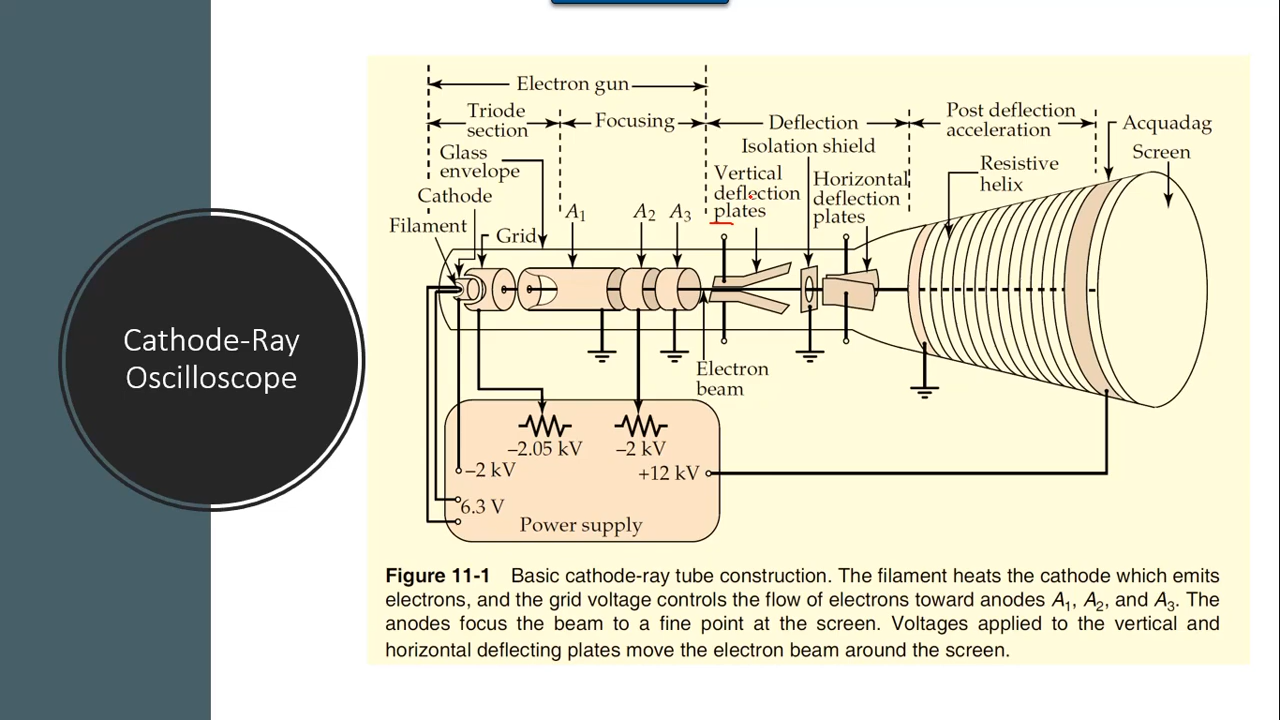 Cathode-Ray
Oscilloscope
Electron gun
Triode
section
Focusing
Deflection
Post deflection
acceleration
Acquadag
Screen
Isolation shield
Glass
envelope
Cathode
Filament
Grid
A1
A2
A3
Vertical
deflection
plates
Horizontal
deflection
plates
Resistive
helix
Electron
beam
–2.05 kV
–2 kV
–2 kV
+12 kV
6.3 V
Power supply
Figure 11-1 Basic cathode-ray tube construction. The filament heats the cathode which emits
electrons, and the grid voltage controls the flow of electrons toward anodes A1, A2, and A3. The
anodes focus the beam to a fine point at the screen. Voltages applied to the vertical and
horizontal deflecting plates move the electron beam around the screen.